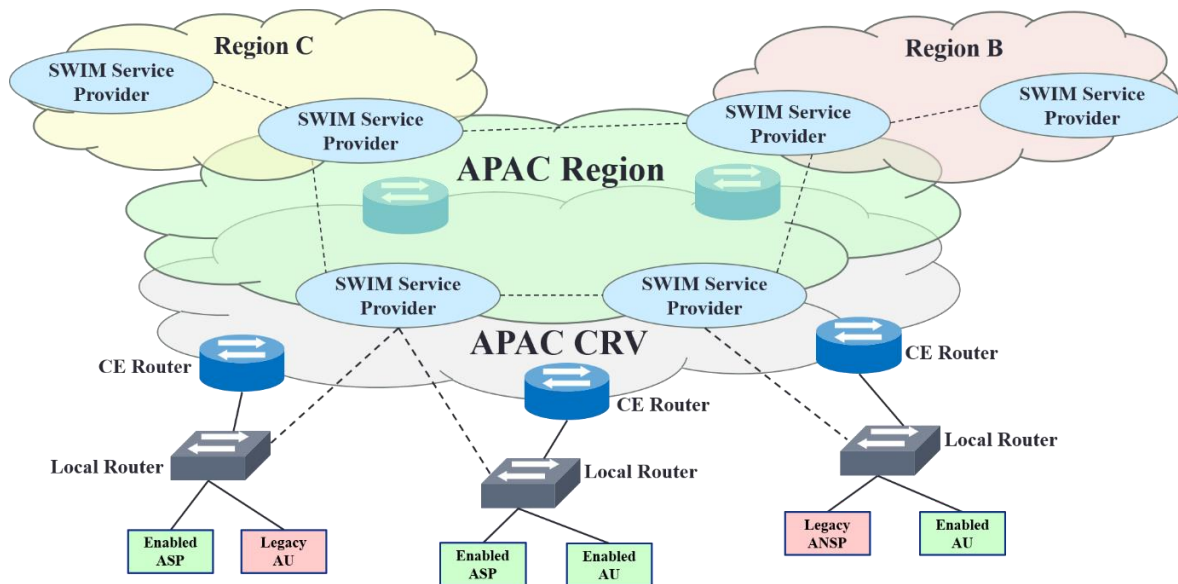 Region C
Region B
SWIM Service
Provider
SWIM Service
Provider
SWIM Service
Provider
SWIM Service
Provider
APAC Region
SWIM Service
Provider
SWIM Service
Provider
APAC CRV
CE Router
CE Router
CE Router
Local Router
Local Router
Local Router
Enabled
ASP
Legacy
AU
Enabled
ASP
Enabled
AU
Legacy
ANSP
Enabled
AU